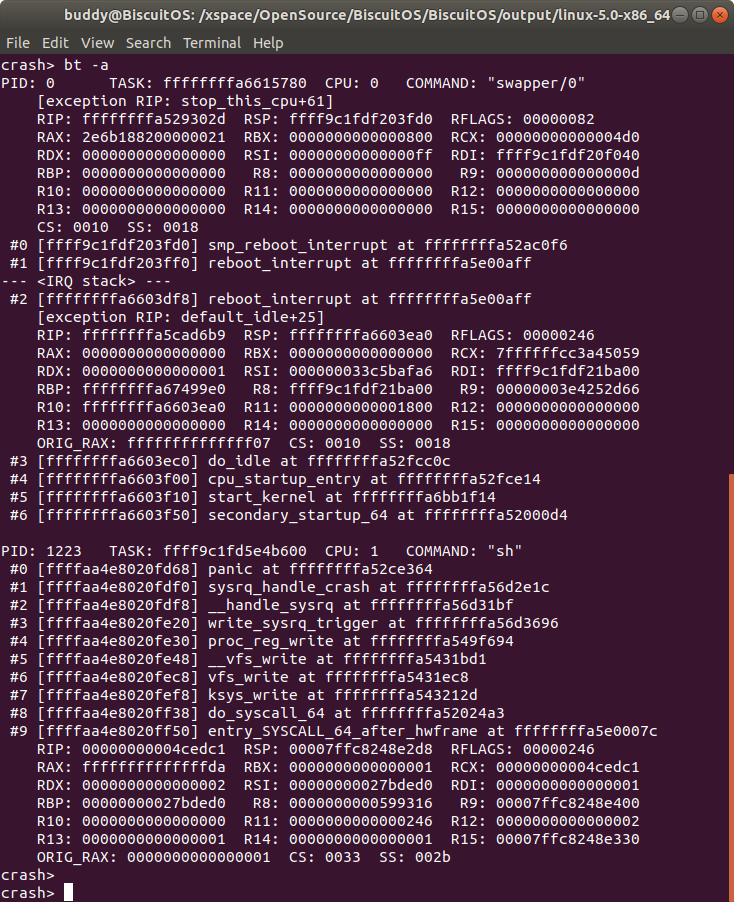 buddy@BiscuitOS: /xspace/OpenSource/BiscuitOS/BiscuitOS/output/linux-5.0-x86_64
File Edit View Search Terminal Help
crash> bt -a
PID: 0      TASK: ffffffffa6615780  CPU: 0   COMMAND: "swapper/0"
    [exception RIP: stop_this_cpu+61]
    RIP: ffffffffa529302d  RSP: ffff9c1fdf203fd0  RFLAGS: 00000082
    RAX: 2e6b188200000021  RBX: 0000000000000800  RCX: 00000000000004d0
    RDX: 0000000000000000  RSI: 00000000000000ff  RDI: ffff9c1fdf20f040
    RBP: 0000000000000000   R8: 0000000000000000   R9: 000000000000000d
    R10: 0000000000000000  R11: 0000000000000000  R12: 0000000000000000
    R13: 0000000000000000  R14: 0000000000000000  R15: 0000000000000000
    CS: 0010  SS: 0018
 #0 [ffff9c1fdf203fd0] smp_reboot_interrupt at ffffffffa52ac0f6
 #1 [ffff9c1fdf203ff0] reboot_interrupt at ffffffffa5e00aff
--- <IRQ stack> ---
 #2 [ffffffffa6603df8] reboot_interrupt at ffffffffa5e00aff
    [exception RIP: default_idle+25]
    RIP: ffffffffa5cad6b9  RSP: ffffffffa6603ea0  RFLAGS: 00000246
    RAX: 0000000000000000  RBX: 0000000000000000  RCX: 7ffffffcc3a45059
    RDX: 0000000000000001  RSI: 000000033c5bafa6  RDI: ffff9c1fdf21ba00
    RBP: ffffffffa67499e0   R8: ffff9c1fdf21ba00   R9: 00000003e4252d66
    R10: ffffffffa6603ea0  R11: 0000000000001800  R12: 0000000000000000
    R13: 0000000000000000  R14: 0000000000000000  R15: 0000000000000000
    ORIG_RAX: ffffffffffffff07  CS: 0010  SS: 0018
 #3 [ffffffffa6603ec0] do_idle at ffffffffa52fcc0c
 #4 [ffffffffa6603f00] cpu_startup_entry at ffffffffa52fce14
 #5 [ffffffffa6603f10] start_kernel at ffffffffa6bb1f14
 #6 [ffffffffa6603f50] secondary_startup_64 at ffffffffa52000d4
PID: 1223   TASK: ffff9c1fd5e4b600  CPU: 1   COMMAND: "sh"
 #0 [ffffaa4e8020fd68] panic at ffffffffa52ce364
 #1 [ffffaa4e8020fdf0] sysrq_handle_crash at ffffffffa56d2e1c
 #2 [ffffaa4e8020fdf8] __handle_sysrq at ffffffffa56d31bf
 #3 [ffffaa4e8020fe20] write_sysrq_trigger at ffffffffa56d3696
 #4 [ffffaa4e8020fe30] proc_reg_write at ffffffffa549f694
 #5 [ffffaa4e8020fe48] __vfs_write at ffffffffa5431bd1
 #6 [ffffaa4e8020fec8] vfs_write at ffffffffa5431ec8
 #7 [ffffaa4e8020fef8] ksys_write at ffffffffa543212d
 #8 [ffffaa4e8020ff38] do_syscall_64 at ffffffffa52024a3
 #9 [ffffaa4e8020ff50] entry_SYSCALL_64_after_hwframe at ffffffffa5e0007c
    RIP: 00000000004cedc1  RSP: 00007ffc8248e2d8  RFLAGS: 00000246
    RAX: ffffffffffffffda  RBX: 0000000000000001  RCX: 00000000004cedc1
    RDX: 0000000000000002  RSI: 0000000027bded0  RDI: 0000000000000001
    RBP: 00000000027bded0   R8: 0000000000599316   R9: 00007ffc8248e400
    R10: 0000000000000000  R11: 0000000000000246  R12: 0000000000000002
    R13: 0000000000000001  R14: 0000000000000001  R15: 00007ffc8248e330
    ORIG_RAX: 0000000000000001  CS: 0033  SS: 002b
crash>
crash>